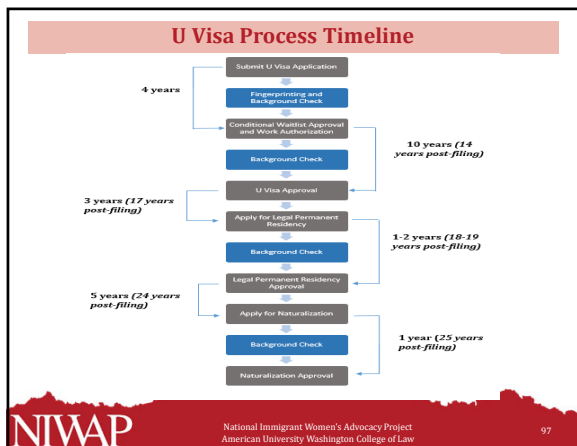 U Visa Process Timeline
Submit U Visa Application
4 years
Fingerprinting and
Background Check
Conditional Waitlist Approval
and Work Authorization
10 years (14
years post-filing)
Background Check
U Visa Approval
3 years (17 years
post-filing)
Apply for Legal Permanent
Residency
1-2 years (18-19
years post-filing)
Background Check
Legal Permanent Residency
Approval
5 years (24 years
post-filing)
Apply for Naturalization
1 year (25 years
post-filing)
Background Check
Naturalization Approval
NIWAP
National Immigrant Women's Advocacy Project
American University Washington College of Law
97